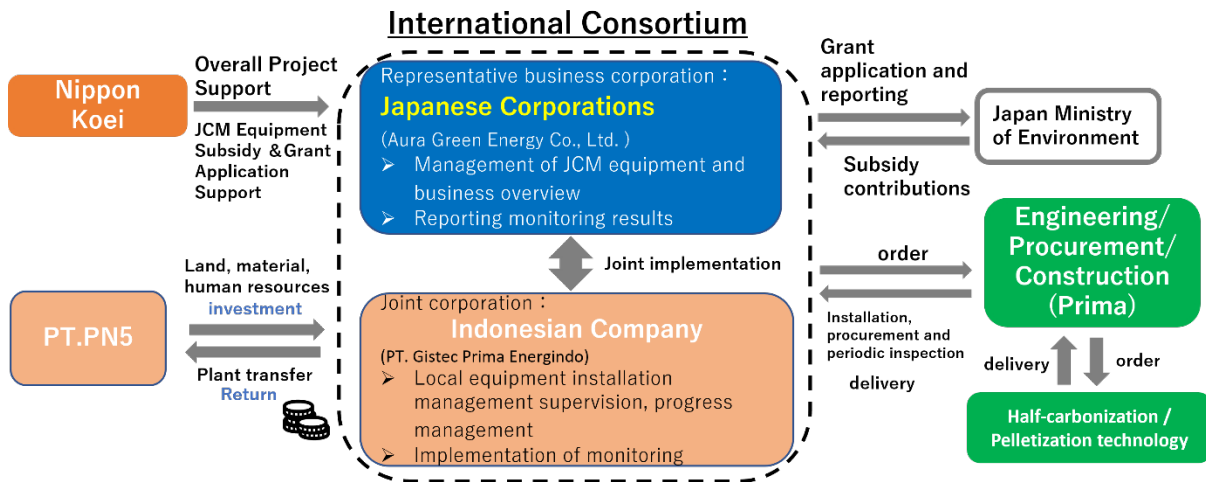 International Consortium
Nippon
Koei
Overall Project
Support
JCM Equipment
Subsidy &Grant
Application
Support
Representative business corporation：
Japanese Corporations
(Aura Green Energy Co., Ltd. )
➢ Management of JCM equipment and
business overview
➢ Reporting monitoring results
Grant
application and
reporting
Subsidy
contributions
Japan Ministry
of Environment
Joint implementation
PT.PN5
Land, material,
human resources
investment
Plant transfer
Return
Joint corporation：
Indonesian Company
(PT. Gistec Prima Energindo)
➢ Local equipment installation
management supervision, progress
management
➢ Implementation of monitoring
order
Installation,
procurement and
periodic inspection
delivery
Engineering/
Procurement/
Construction
(Prima)
delivery
order
Half-carbonization /
Pelletization technology